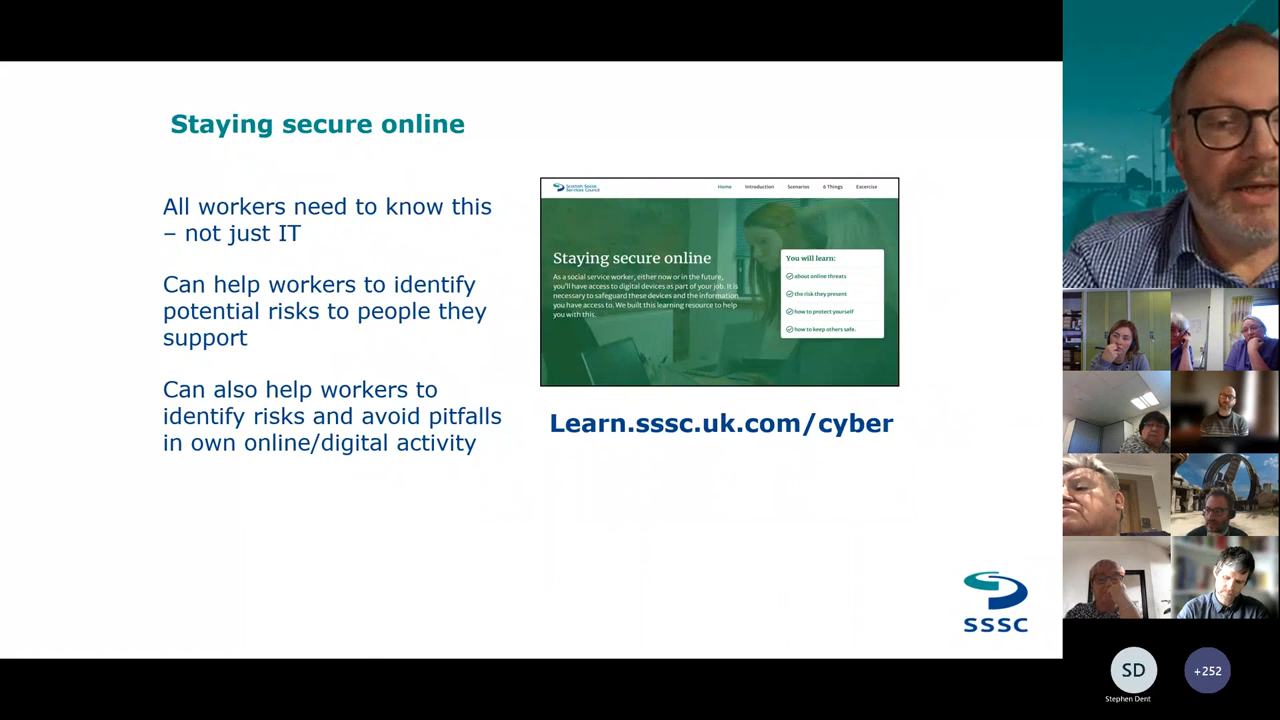 Staying secure online
All workers need to know this
– not just IT
Can help workers to identify
potential risks to people they
support
Can also help workers to
identify risks and avoid pitfalls
in own online/digital activity
Scottish Social
Services Council
Home Introduction Scenarios 6 Things Excercise
Staying secure online
As a social service worker, either now or in the future,
you'll have access to digital devices as part of your job. It is
necessary to safeguard these devices and the information
you have access to. We built this learning resource to help
you with this.
You will learn:
about online threats
the risk they present
how to protect yourself
how to keep others safe.
Learn.sssc.uk.com/cyber
SSSC
SD
Stephen Dent
+252